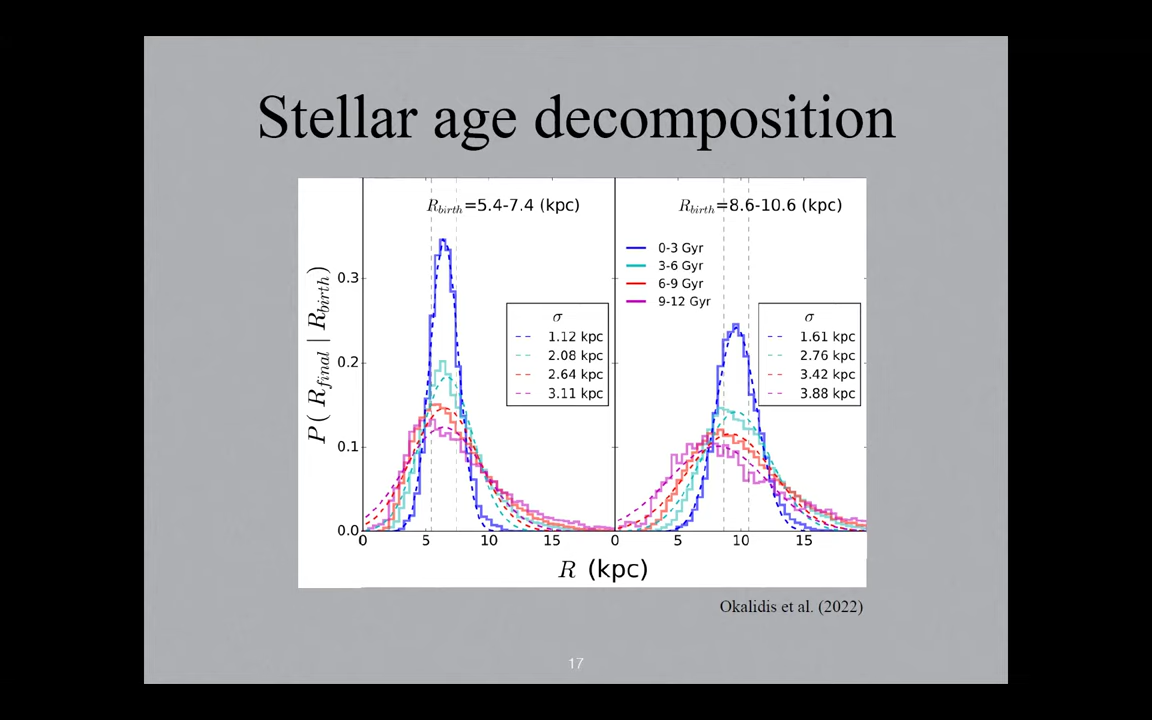 Stellar age decomposition
R_birth=5.4-7.4 (kpc)
R_birth=8.6-10.6 (kpc)
0-3 Gyr
3-6 Gyr
6-9 Gyr
9-12 Gyr
σ
1.12 kpc
2.08 kpc
2.64 kpc
3.11 kpc
σ
1.61 kpc
2.76 kpc
3.42 kpc
3.88 kpc
P( R_final | R_birth)
0.3
0.2
0.1
0.0
0 5 10 15 0 5 10 15
R (kpc)
Okalidis et al. (2022)
17